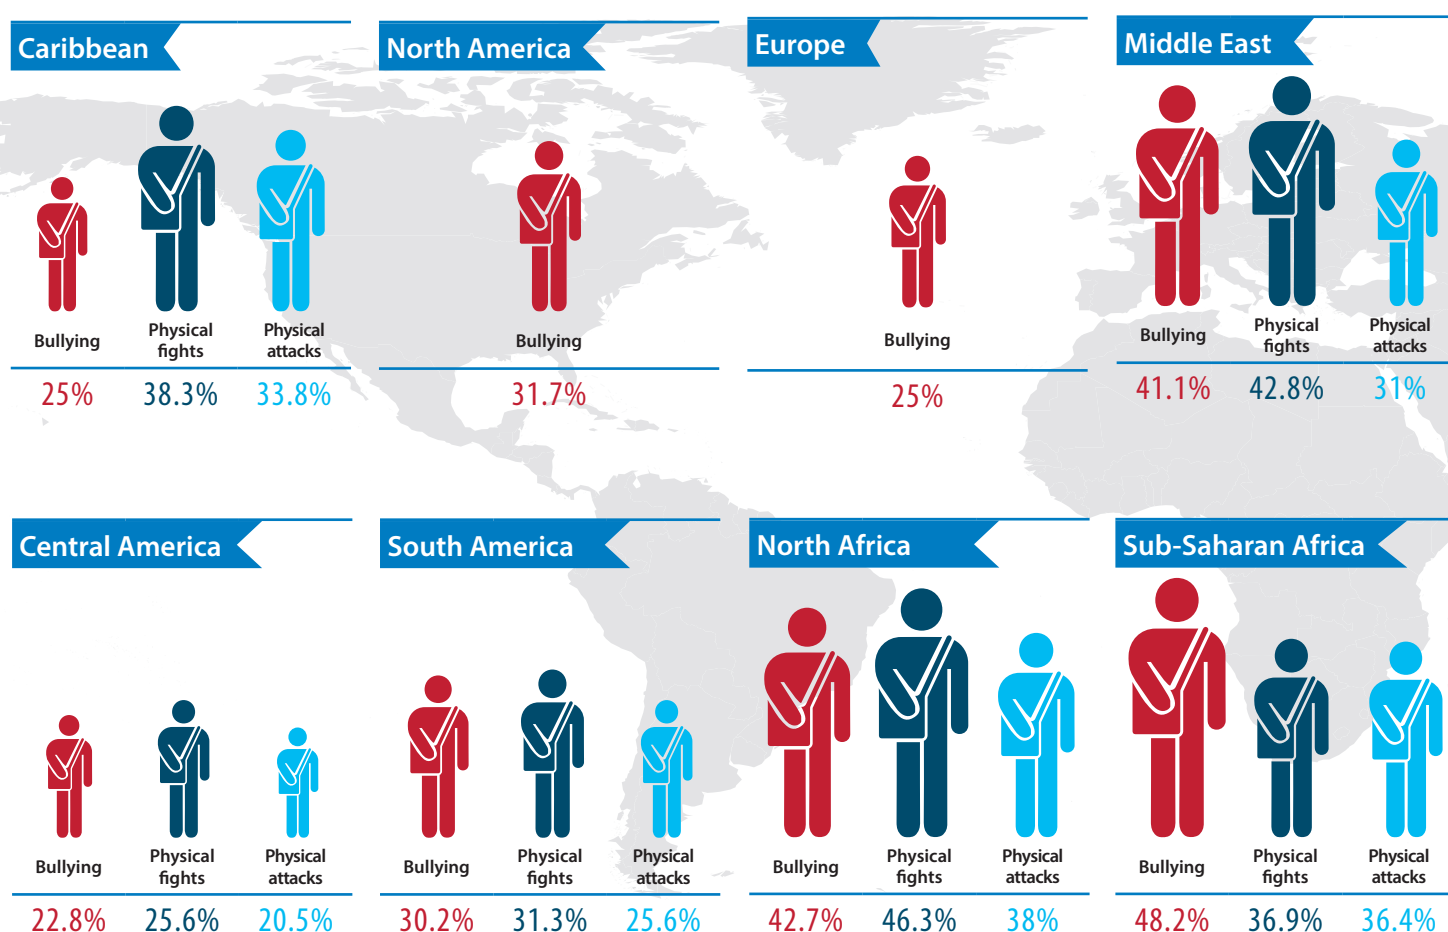 Caribbean
Bullying
Physical
fights
Physical
attacks
25%
38.3%
33.8%
North America
Bullying
31.7%
Europe
Bullying
25%
Middle East
Bullying
Physical
fights
Physical
attacks
41.1%
42.8%
31%
Central America
Bullying
Physical
fights
Physical
attacks
22.8%
25.6%
20.5%
South America
Bullying
Physical
fights
Physical
attacks
30.2%
31.3%
25.6%
North Africa
Bullying
Physical
fights
Physical
attacks
42.7%
46.3%
38%
Sub-Saharan Africa
Bullying
Physical
fights
Physical
attacks
48.2%
36.9%
36.4%